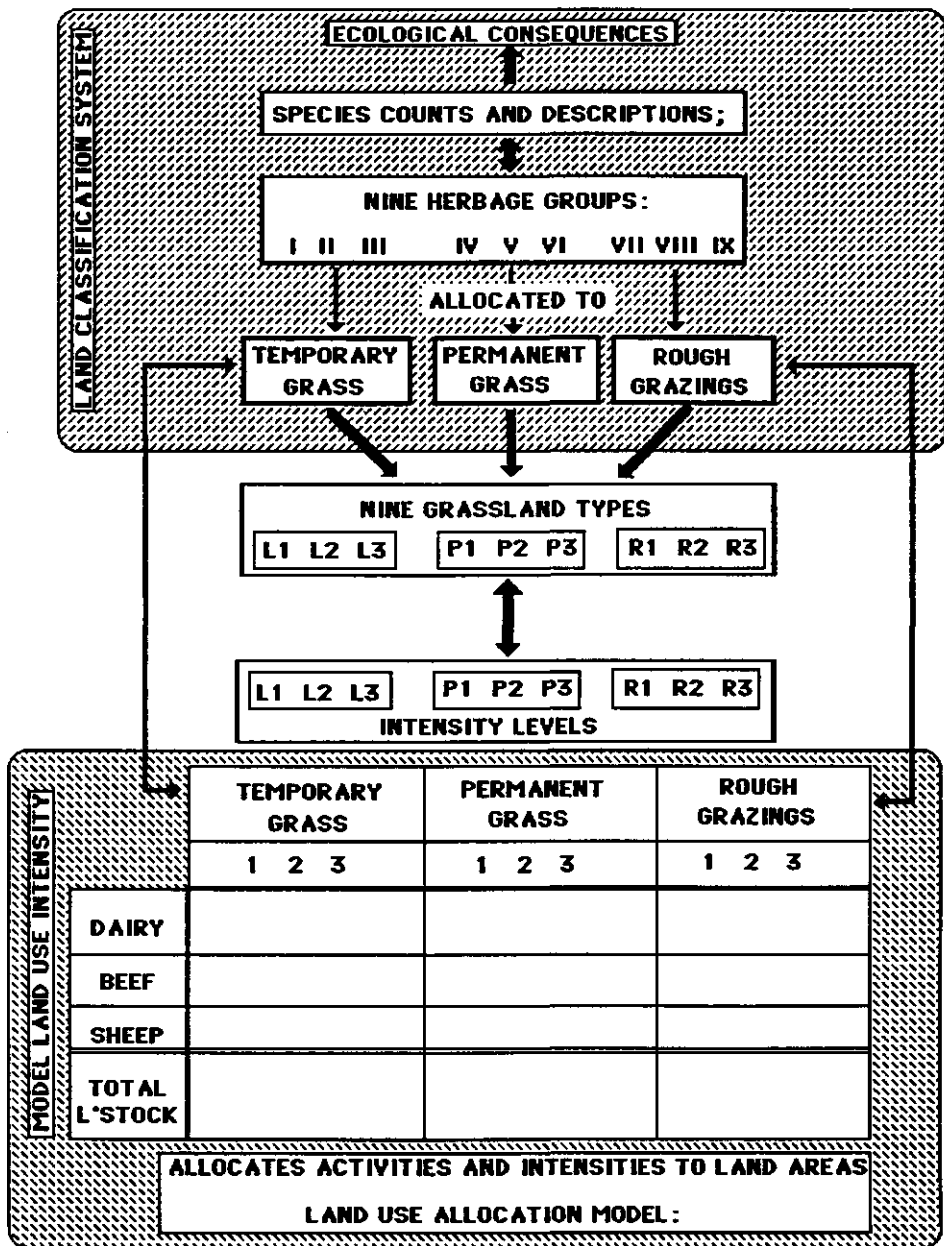 ECOLOGICAL CONSEQUENCES
LAND CLASSIFICATION SYSTEM
SPECIES COUNTS AND DESCRIPTIONS;
NINE HERBAGE GROUPS:
I II III IV V VI VII VIII IX
ALLOCATED TO
TEMPORARY GRASS
PERMANENT GRASS
ROUGH GRAZINGS
NINE GRASSLAND TYPES
L1 L2 L3 P1 P2 P3 R1 R2 R3
L1 L2 L3 P1 P2 P3 R1 R2 R3
INTENSITY LEVELS
MODEL LAND USE INTENSITY
TEMPORARY GRASS
PERMANENT GRASS
ROUGH GRAZINGS
1 2 3 1 2 3 1 2 3
DAIRY
BEEF
SHEEP
TOTAL
L'STOCK
ALLOCATES ACTIVITIES AND INTENSITIES TO LAND AREAS
LAND USE ALLOCATION MODEL: